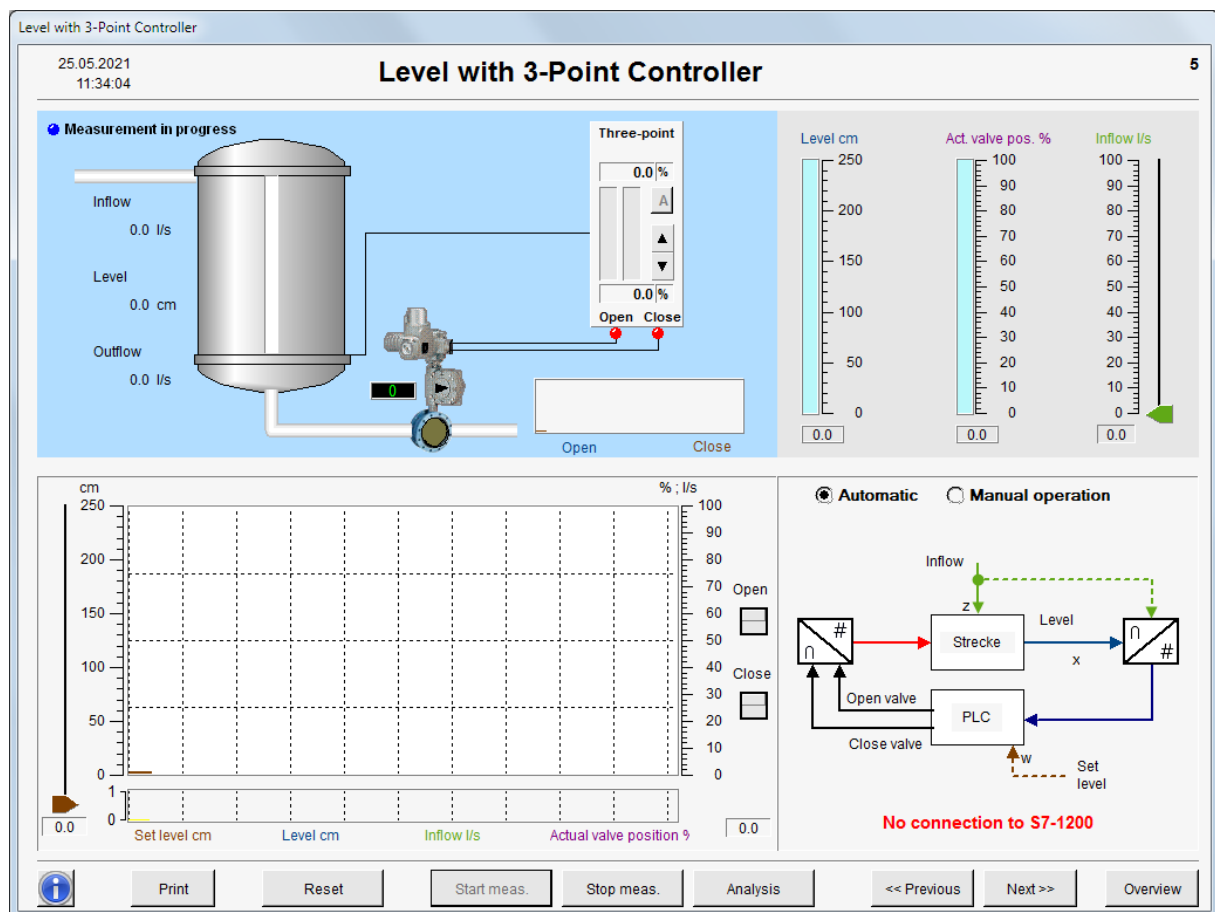 Level with 3-Point Controller
25.05.2021
11:34:04
Level with 3-Point Controller
5
Measurement in progress
Inflow
0.0 l/s
Level
0.0 cm
Outflow
0.0 l/s
0
Three-point
0.0 %
A
0.0 %
Open Close
Open Close
Level cm
250
200
150
100
50
0
0.0
Act. valve pos. %
100
90
80
70
60
50
40
30
20
10
0
0.0
Inflow l/s
100
90
80
70
60
50
40
30
20
10
0
0.0
cm
250
200
150
100
50
0
1
0
0.0
% ; l/s
100
90
80
70
60
50
40
30
20
10
0
Open
Close
0.0
Set level cm Level cm Inflow l/s Actual valve position %
Automatic Manual operation
Inflow
z
Level
x
∩ #
Strecke
∩ #
Open valve
PLC
Close valve
w
Set
level
No connection to S7-1200
Print Reset Start meas. Stop meas. Analysis << Previous Next >> Overview